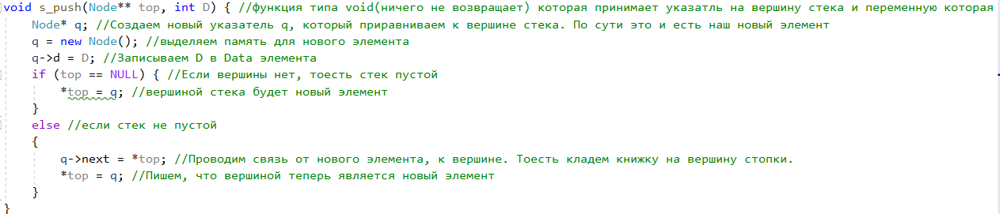 void s_push(Node** top, int D) { //функция типа void(ничего не возвращает) которая принимает указатль на вершину стека и переменную которая
Node* q; //Создаем новый указатель q, который приравниваем к вершине стека. По сути это и есть наш новый элемент
q = new Node(); //выделяем память для нового элемента
q->d = D; //Записываем D в Data элемента
if (top == NULL) { //Если вершины нет, тоесть стек пустой
*top = q; //вершиной стека будет новый элемент
}
else //если стек не пустой
{
q->next = *top; //Проводим связь от нового элемента, к вершине. Тоесть кладем книжку на вершину стопки.
*top = q; //Пишем, что вершиной теперь является новый элемент
}
}